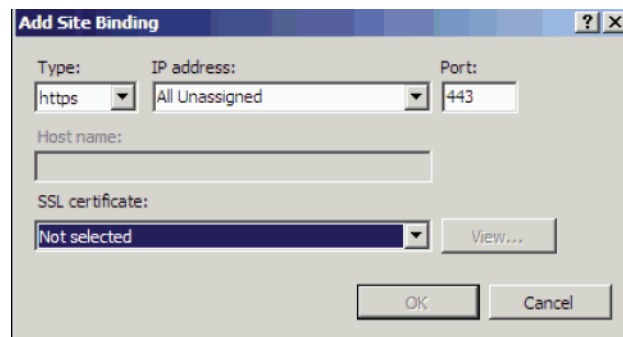 Add Site Binding
Type: IP address: Port:
https All Unassigned 443
Host name:
SSL certificate:
Not selected View...
OK Cancel